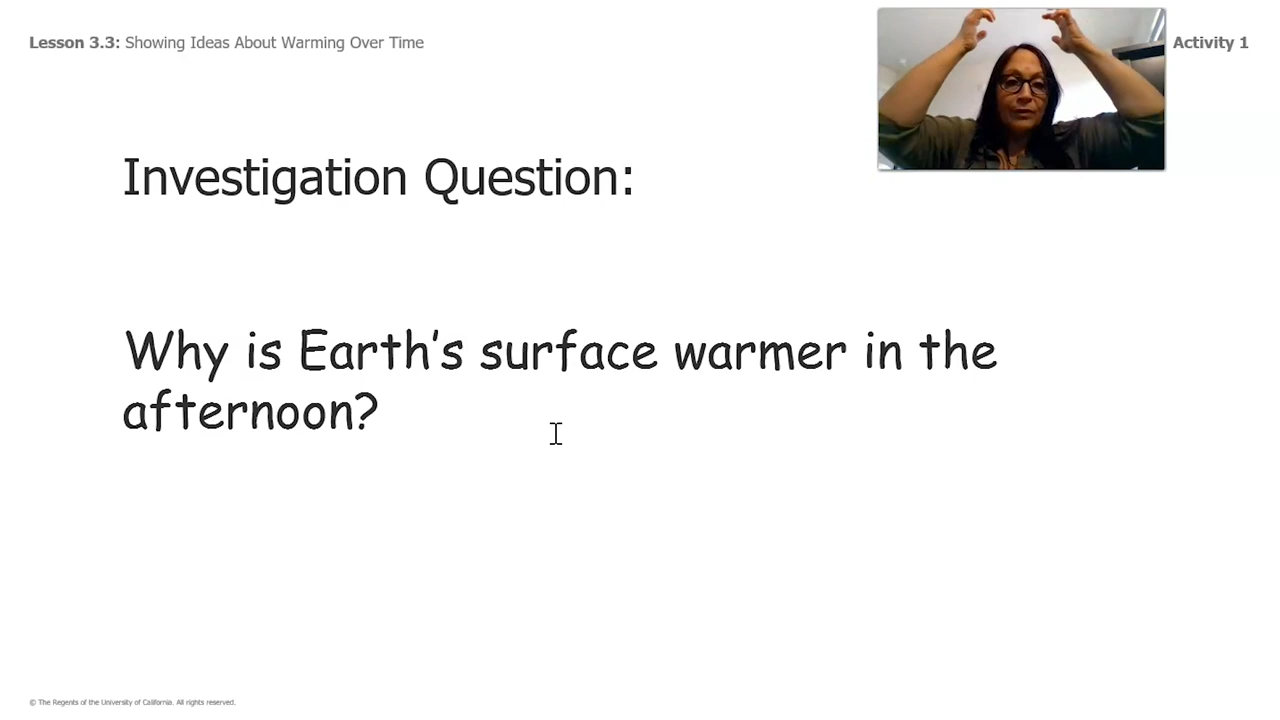 Lesson 3.3: Showing Ideas About Warming Over Time
Activity 1
Investigation Question:
Why is Earth's surface warmer in the
afternoon?
© The Regents of the University of California. All rights reserved.